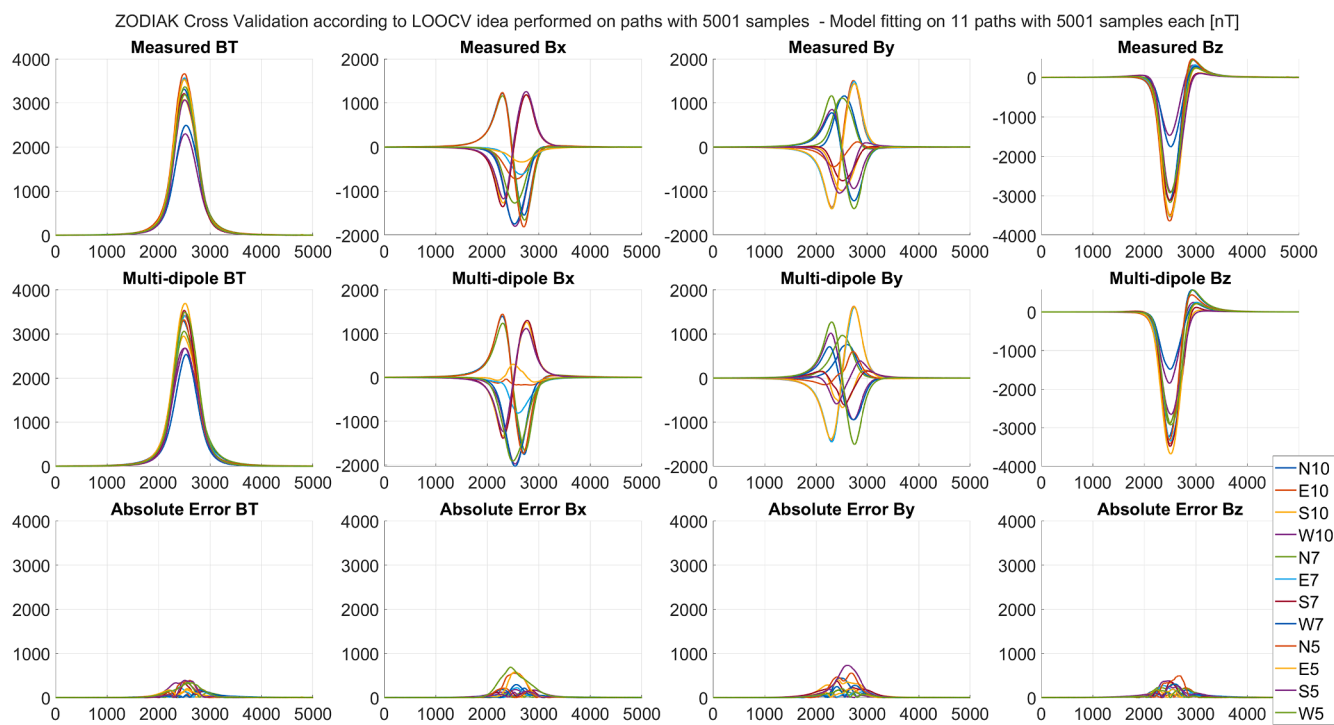 ZODIAK Cross Validation according to LOOCV idea performed on paths with 5001 samples - Model fitting on 11 paths with 5001 samples each [nT]
Measured BT
Measured Bx
Measured By
Measured Bz
4000
3000
2000
1000
0
0 1000 2000 3000 4000 5000
2000
1000
0
-1000
-2000
0 1000 2000 3000 4000 5000
2000
1000
0
-1000
-2000
0 1000 2000 3000 4000 5000
0
-1000
-2000
-3000
-4000
0 1000 2000 3000 4000 5000
Multi-dipole BT
Multi-dipole Bx
Multi-dipole By
Multi-dipole Bz
4000
3000
2000
1000
0
0 1000 2000 3000 4000 5000
2000
1000
0
-1000
-2000
0 1000 2000 3000 4000 5000
2000
1000
0
-1000
-2000
0 1000 2000 3000 4000 5000
0
-1000
-2000
-3000
-4000
0 1000 2000 3000 4000
Absolute Error BT
Absolute Error Bx
Absolute Error By
Absolute Error Bz
4000
3000
2000
1000
0
0 1000 2000 3000 4000 5000
4000
3000
2000
1000
0
0 1000 2000 3000 4000 5000
4000
3000
2000
1000
0
0 1000 2000 3000 4000 5000
4000
3000
2000
1000
0
0 1000 2000 3000 4000
N10
E10
S10
W10
N7
E7
S7
W7
N5
E5
S5
W5